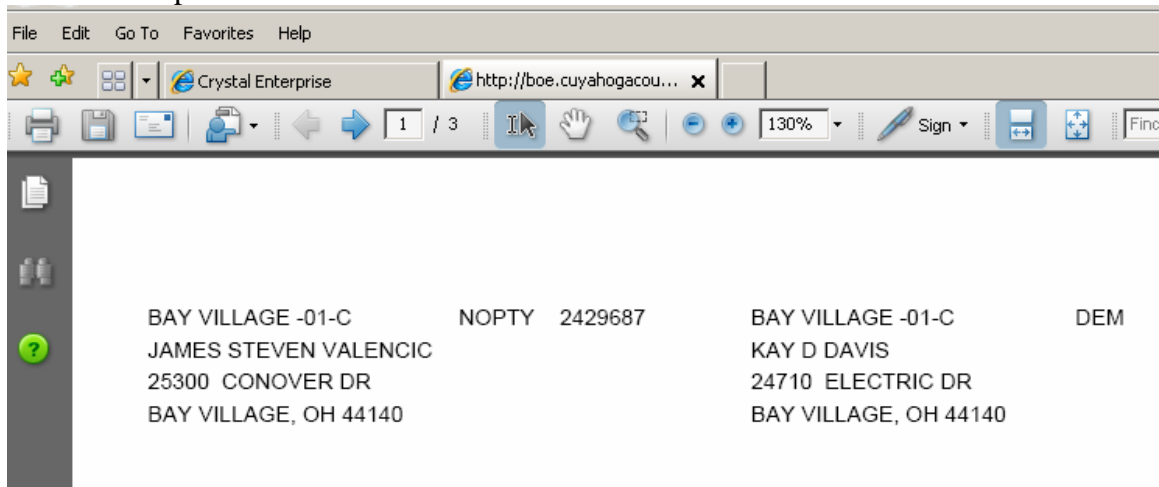 File Edit Go To Favorites Help
Crystal Enterprise http://boe.cuyahogacou...
1 / 3 130% Sign Finc
BAY VILLAGE -01-C NOPTY 2429687
JAMES STEVEN VALENCIC
25300 CONOVER DR
BAY VILLAGE, OH 44140
BAY VILLAGE -01-C DEM
KAY D DAVIS
24710 ELECTRIC DR
BAY VILLAGE, OH 44140